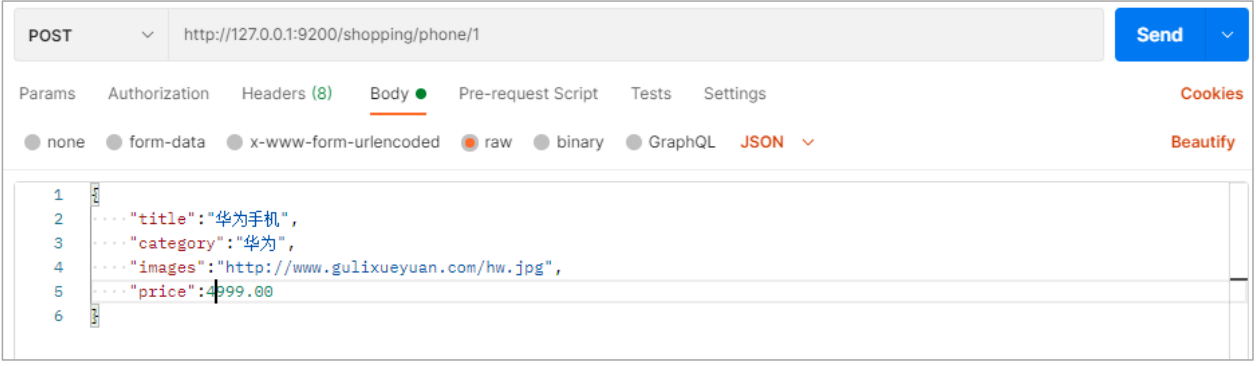 POST http://127.0.0.1:9200/shopping/phone/1 Send
Params Authorization Headers (8) Body Pre-request Script Tests Settings Cookies
none form-data x-www-form-urlencoded raw binary GraphQL JSON Beautify
1 {
2 ····"title":"华为手机",
3 ····"category":"华为",
4 ····"images":"http://www.gulixueyuan.com/hw.jpg",
5 ····"price":4999.00
6 }